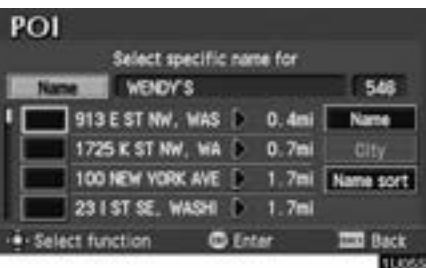 POI
Select specific name for
Name WENDY'S 546
913 E ST NW, WAS 0.4mi Name
1725 K ST NW, WA 0.7mi City
100 NEW YORK AVE 1.7mi Name sort
23 I ST SE, WASHI 1.7mi
Select function Enter Back